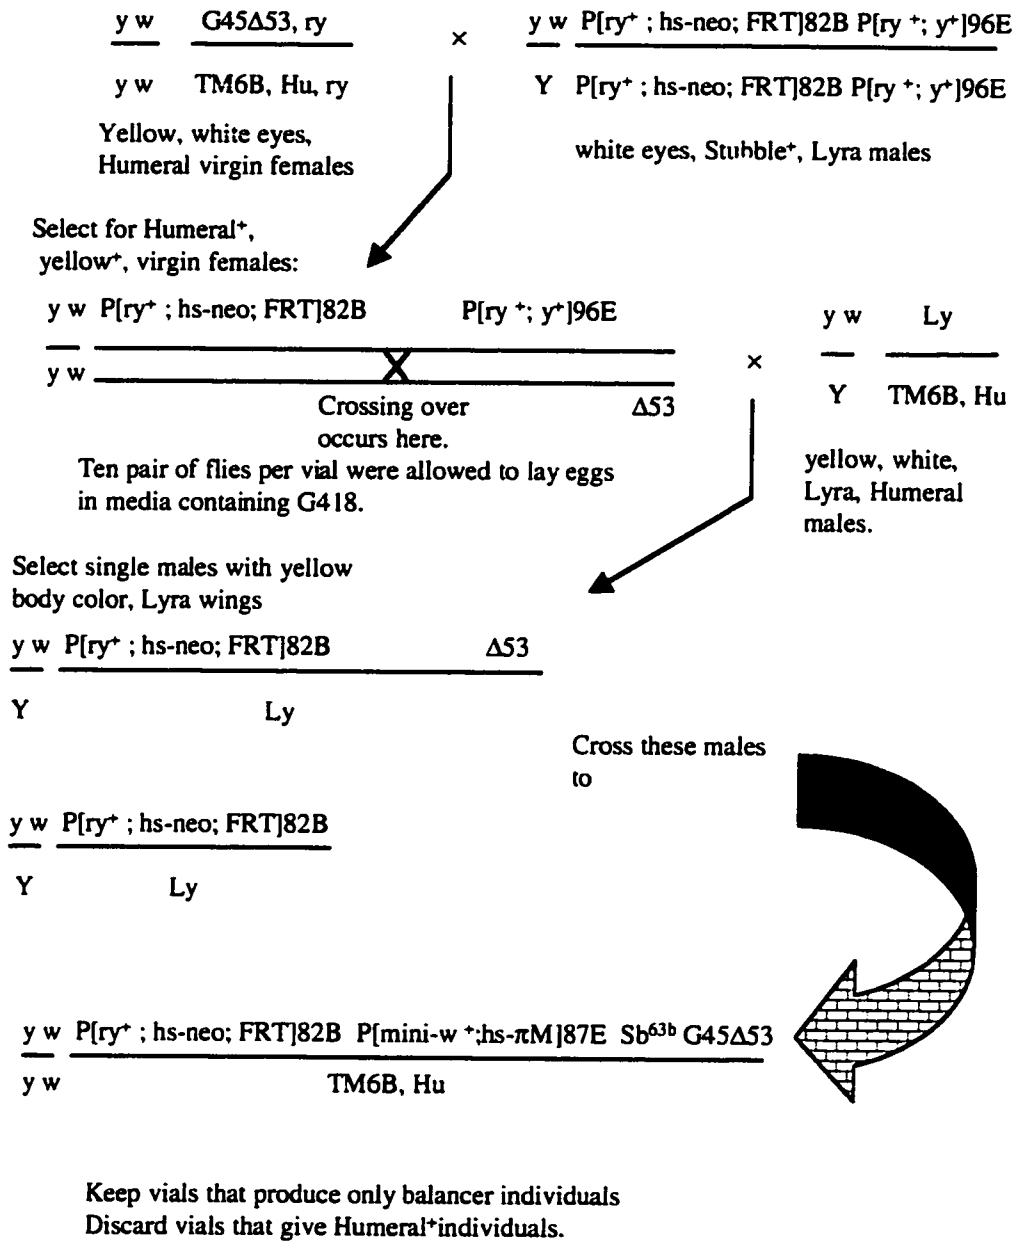 y w G45Δ53, ry × y w P[ry⁺ ; hs-neo; FRT]82B P[ry ⁺; y⁺]96E
y w TM6B, Hu, ry Y P[ry⁺ ; hs-neo; FRT]82B P[ry ⁺; y⁺]96E
Yellow, white eyes,
Humeral virgin females
white eyes, Stubble⁺, Lyra males
Select for Humeral⁺,
yellow⁺, virgin females:
y w P[ry⁺ ; hs-neo; FRT]82B P[ry ⁺; y⁺]96E
y w
Crossing over
occurs here.
Δ53
×
y w Ly
Y TM6B, Hu
Ten pair of flies per vial were allowed to lay eggs
in media containing G418.
yellow, white,
Lyra, Humeral
males.
Select single males with yellow
body color, Lyra wings
y w P[ry⁺ ; hs-neo; FRT]82B Δ53
Y Ly
Cross these males
to
y w P[ry⁺ ; hs-neo; FRT]82B
Y Ly
y w P[ry⁺ ; hs-neo; FRT]82B P[mini-w ⁺;hs-πM]87E Sb⁶³ᵇ G45Δ53
y w TM6B, Hu
Keep vials that produce only balancer individuals
Discard vials that give Humeral⁺individuals.